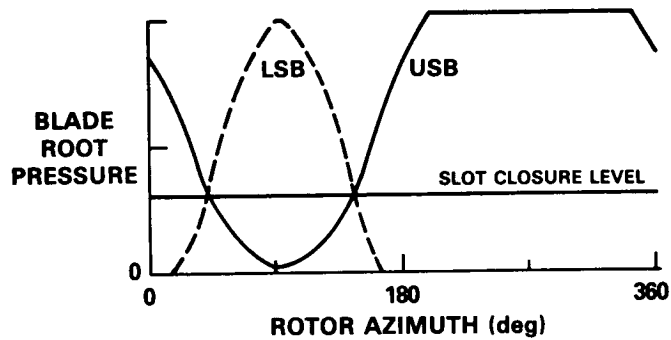 LSB
USB
BLADE
ROOT
PRESSURE
SLOT CLOSURE LEVEL
0
0
180
360
ROTOR AZIMUTH (deg)